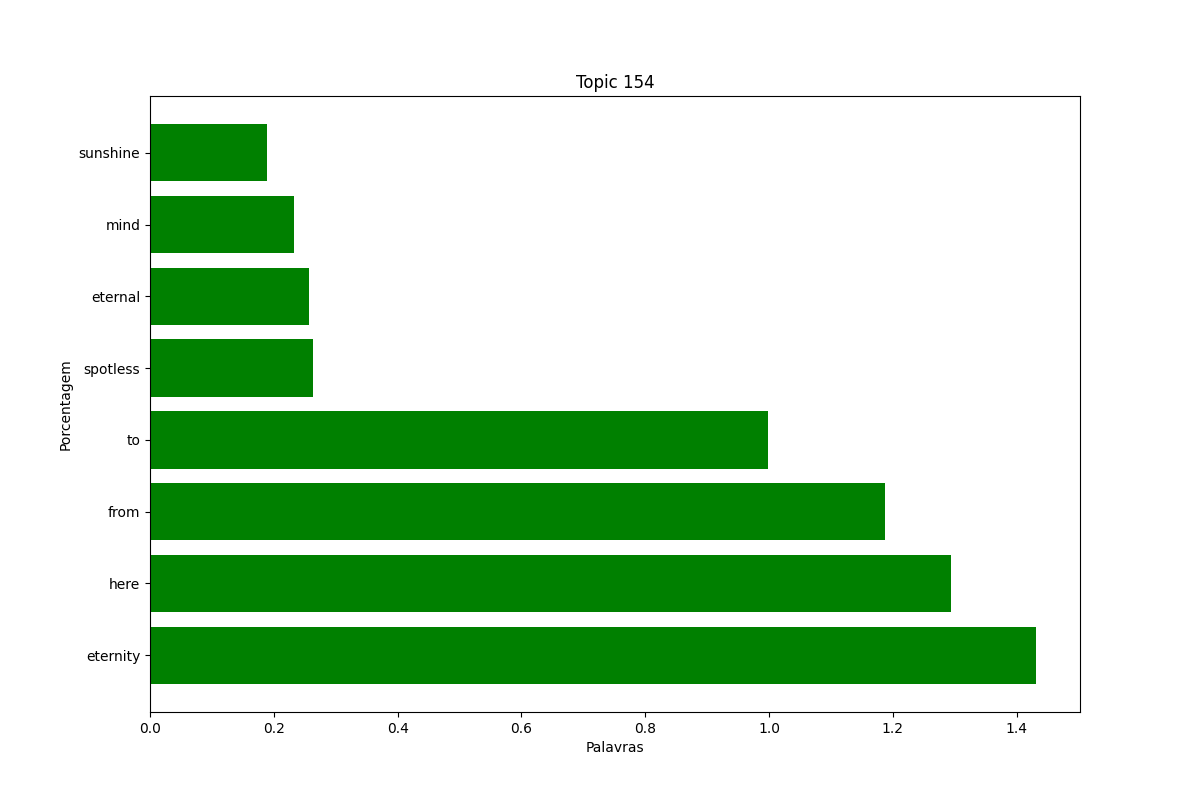 Topic 154
sunshine
mind
eternal
spotless
to
from
here
eternity
Porcentagem
0.0 0.2 0.4 0.6 0.8 1.0 1.2 1.4
Palavras